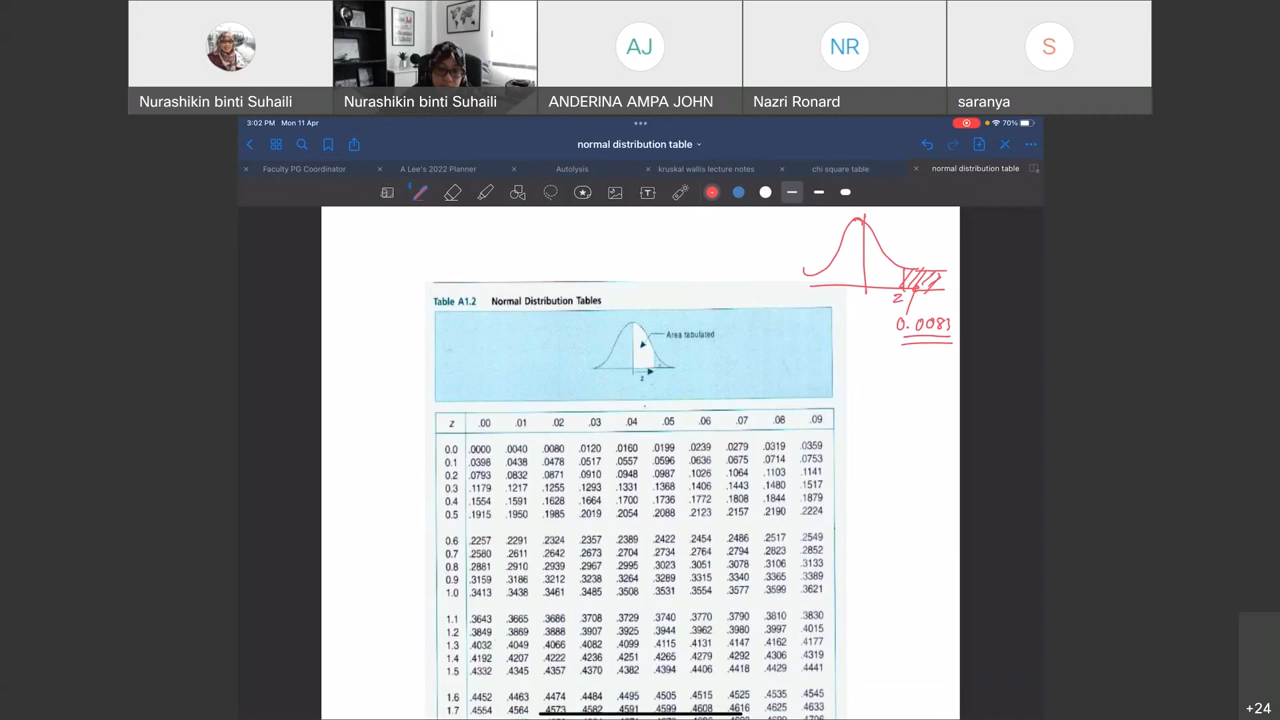 AJ
NR
S
Nurashikin binti Suhaili
Nurashikin binti Suhaili
ANDERINA AMPA JOHN
Nazri Ronard
saranya
3:02 PM Mon 11 Apr
70%
normal distribution table
Faculty PG Coordinator
A Lee's 2022 Planner
Autolysis
kruskal wallis lecture notes
chi square table
normal distribution table
z
0.0083
Table A1.2 Normal Distribution Tables
Area tabulated
z
z .00 .01 .02 .03 .04 .05 .06 .07 .08 .09
0.0 .0000 .0040 .0080 .0120 .0160 .0199 .0239 .0279 .0319 .0359
0.1 .0398 .0438 .0478 .0517 .0557 .0596 .0636 .0675 .0714 .0753
0.2 .0793 .0832 .0871 .0910 .0948 .0987 .1026 .1064 .1103 .1141
0.3 .1179 .1217 .1255 .1293 .1331 .1368 .1406 .1443 .1480 .1517
0.4 .1554 .1591 .1628 .1664 .1700 .1736 .1772 .1808 .1844 .1879
0.5 .1915 .1950 .1985 .2019 .2054 .2088 .2123 .2157 .2190 .2224
0.6 .2257 .2291 .2324 .2357 .2389 .2422 .2454 .2486 .2517 .2549
0.7 .2580 .2611 .2642 .2673 .2704 .2734 .2764 .2794 .2823 .2852
0.8 .2881 .2910 .2939 .2967 .2995 .3023 .3051 .3078 .3106 .3133
0.9 .3159 .3186 .3212 .3238 .3264 .3289 .3315 .3340 .3365 .3389
1.0 .3413 .3438 .3461 .3485 .3508 .3531 .3554 .3577 .3599 .3621
1.1 .3643 .3665 .3686 .3708 .3729 .3740 .3770 .3790 .3810 .3830
1.2 .3849 .3869 .3888 .3907 .3925 .3944 .3962 .3980 .3997 .4015
1.3 .4032 .4049 .4066 .4082 .4099 .4115 .4131 .4147 .4162 .4177
1.4 .4192 .4207 .4222 .4236 .4251 .4265 .4279 .4292 .4306 .4319
1.5 .4332 .4345 .4357 .4370 .4382 .4394 .4406 .4418 .4429 .4441
1.6 .4452 .4463 .4474 .4484 .4495 .4505 .4515 .4525 .4535 .4545
1.7 .4554 .4564 .4573 .4582 .4591 .4599 .4608 .4616 .4625 .4633
+24